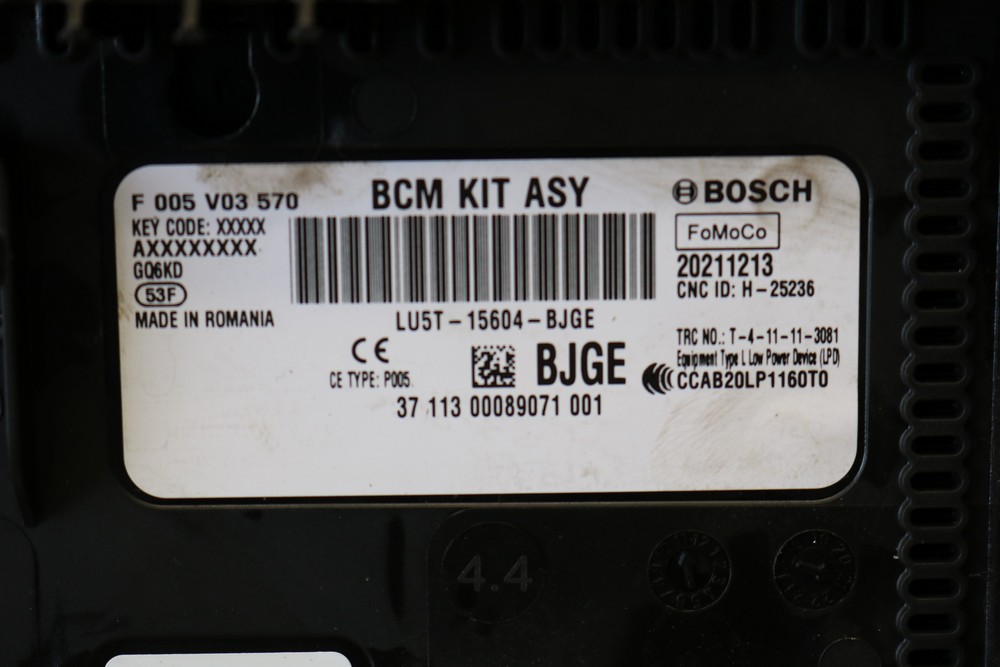 F 005 V03 570
BCM KIT ASY
BOSCH
KEY CODE: XXXXX
AXXXXXXXX
GQ6KD
53F
MADE IN ROMANIA
FoMoCo
20211213
CNC ID: H-25236
LU5T-15604-BJGE
CE
CE TYPE: P005
BJGE
TRC NO.: T-4-11-11-3081
Equipment Type L Low Power Device (LPD)
CCAB20LP1160T0
37 113 00089071 001
4.4